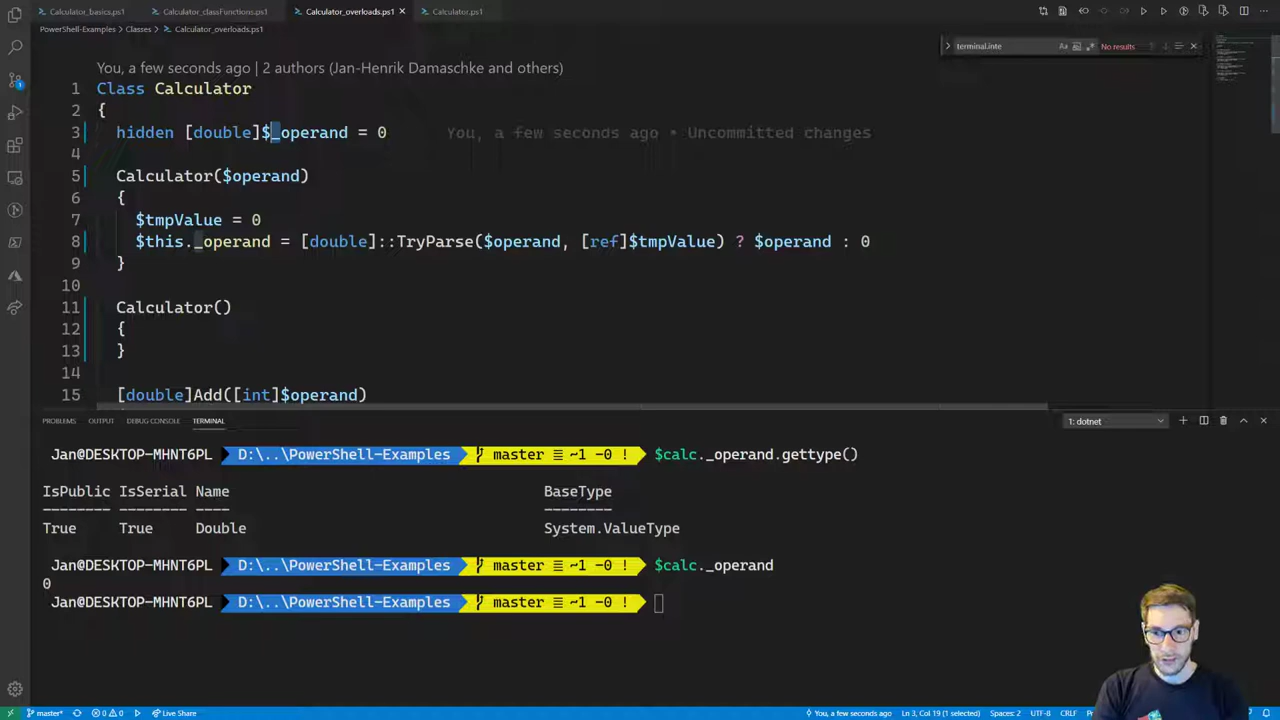 Calculator_basics.ps1 Calculator_classFunctions.ps1 Calculator_overloads.ps1 Calculator.ps1
PowerShell-Examples > Classes > Calculator_overloads.ps1
terminal.inte Aa No results
You, a few seconds ago | 2 authors (Jan-Henrik Damaschke and others)
1 Class Calculator
2 {
3 hidden [double]$_operand = 0 You, a few seconds ago • Uncommitted changes
4
5 Calculator($operand)
6 {
7 $tmpValue = 0
8 $this._operand = [double]::TryParse($operand, [ref]$tmpValue) ? $operand : 0
9 }
10
11 Calculator()
12 {
13 }
14
15 [double]Add([int]$operand)
PROBLEMS OUTPUT DEBUG CONSOLE TERMINAL 1: dotnet
Jan@DESKTOP-MHNT6PL D:\..\PowerShell-Examples master ≡ ~1 -0 ! $calc._operand.gettype()
IsPublic IsSerial Name BaseType
-------- -------- ---- --------
True True Double System.ValueType
Jan@DESKTOP-MHNT6PL D:\..\PowerShell-Examples master ≡ ~1 -0 ! $calc._operand
0
Jan@DESKTOP-MHNT6PL D:\..\PowerShell-Examples master ≡ ~1 -0 !
master* 0 0 Live Share You, a few seconds ago Ln 3, Col 19 (1 selected) Spaces: 2 UTF-8 CRLF